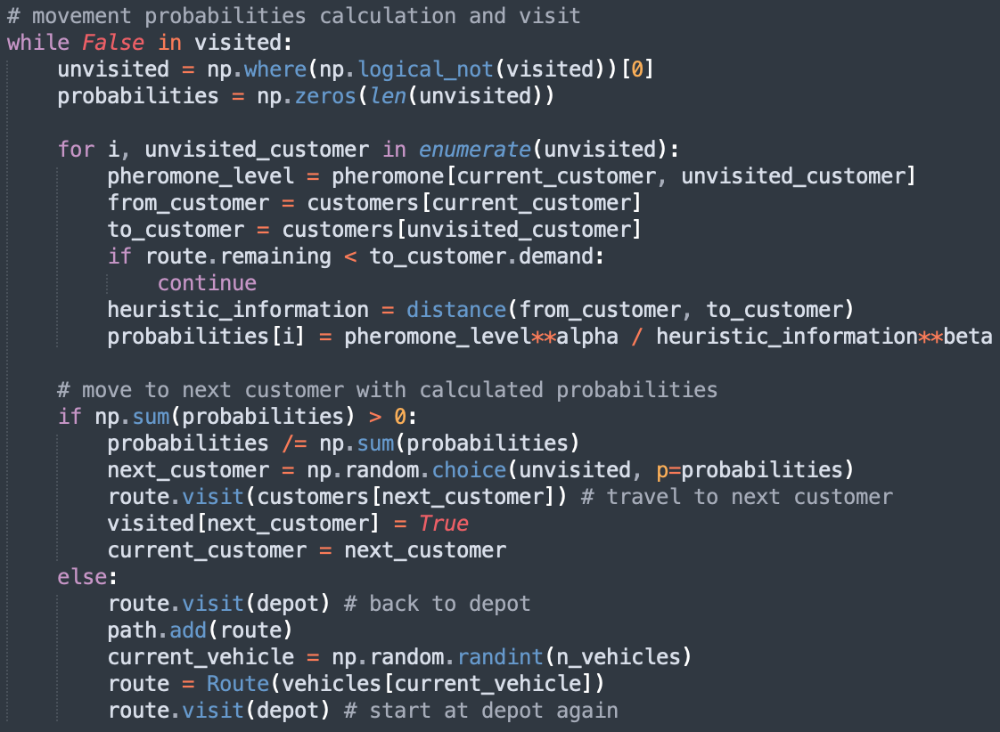 # movement probabilities calculation and visit
while False in visited:
    unvisited = np.where(np.logical_not(visited))[0]
    probabilities = np.zeros(len(unvisited))

    for i, unvisited_customer in enumerate(unvisited):
        pheromone_level = pheromone[current_customer, unvisited_customer]
        from_customer = customers[current_customer]
        to_customer = customers[unvisited_customer]
        if route.remaining < to_customer.demand:
            continue
        heuristic_information = distance(from_customer, to_customer)
        probabilities[i] = pheromone_level**alpha / heuristic_information**beta

    # move to next customer with calculated probabilities
    if np.sum(probabilities) > 0:
        probabilities /= np.sum(probabilities)
        next_customer = np.random.choice(unvisited, p=probabilities)
        route.visit(customers[next_customer]) # travel to next customer
        visited[next_customer] = True
        current_customer = next_customer
    else:
        route.visit(depot) # back to depot
        path.add(route)
        current_vehicle = np.random.randint(n_vehicles)
        route = Route(vehicles[current_vehicle])
        route.visit(depot) # start at depot again